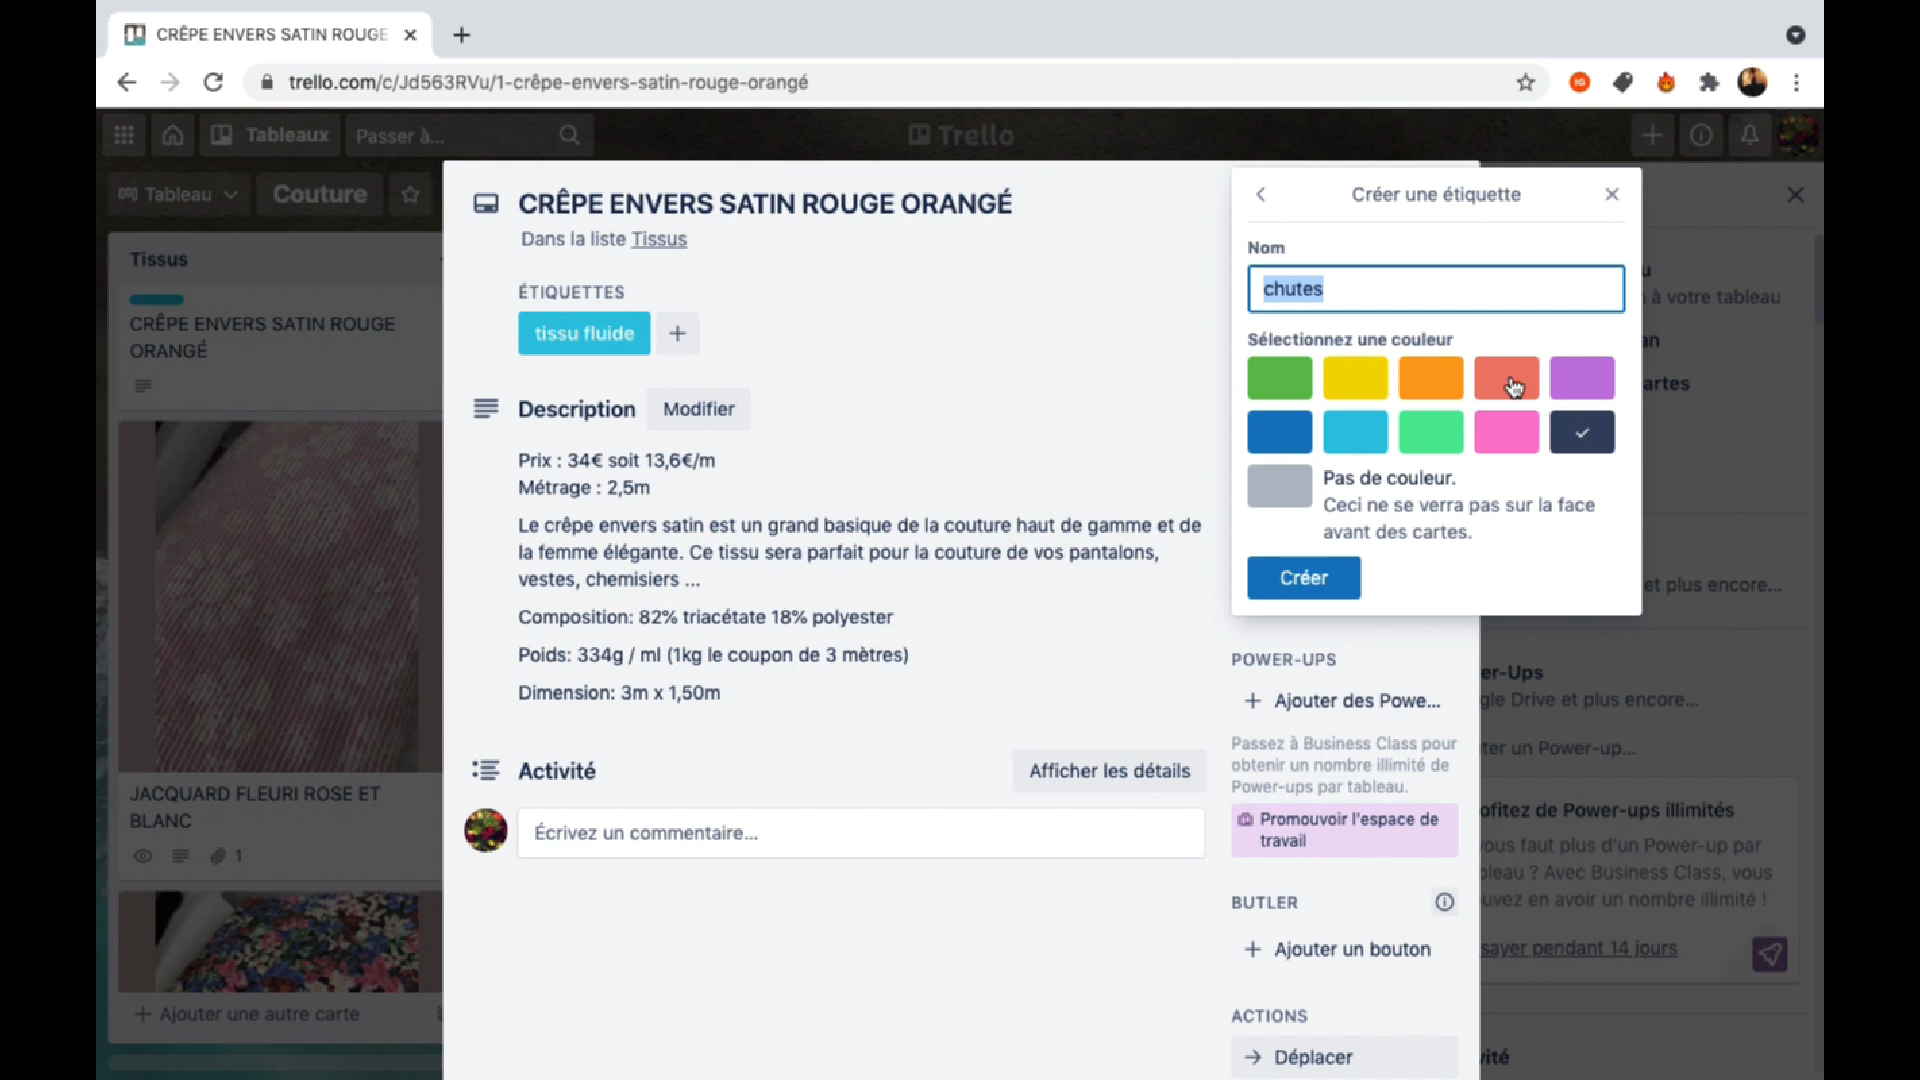 CRÊPE ENVERS SATIN ROUGE
trello.com/c/Jd563RVu/1-crêpe-envers-satin-rouge-orangé
Tableaux
Passer à...
Trello
Tableau
Couture
Tissus
CRÊPE ENVERS SATIN ROUGE
ORANGÉ
JACQUARD FLEURI ROSE ET
BLANC
1
+ Ajouter une autre carte
CRÊPE ENVERS SATIN ROUGE ORANGÉ
Dans la liste Tissus
ÉTIQUETTES
tissu fluide
+
Description
Modifier
Prix : 34€ soit 13,6€/m
Métrage : 2,5m
Le crêpe envers satin est un grand basique de la couture haut de gamme et de
la femme élégante. Ce tissu sera parfait pour la couture de vos pantalons,
vestes, chemisiers ...
Composition: 82% triacétate 18% polyester
Poids: 334g / ml (1kg le coupon de 3 mètres)
Dimension: 3m x 1,50m
Activité
Afficher les détails
Écrivez un commentaire...
Créer une étiquette
Nom
chutes
Sélectionnez une couleur
Pas de couleur.
Ceci ne se verra pas sur la face
avant des cartes.
Créer
POWER-UPS
+ Ajouter des Powe...
Passez à Business Class pour
obtenir un nombre illimité de
Power-ups par tableau.
Promouvoir l'espace de
travail
BUTLER
+ Ajouter un bouton
ACTIONS
→ Déplacer
à votre tableau
artes
et plus encore...
er-Ups
gle Drive et plus encore...
ter un Power-up...
ofitez de Power-ups illimités
vous faut plus d'un Power-up par
bleau ? Avec Business Class, vous
uvez en avoir un nombre illimité !
sayer pendant 14 jours
vité